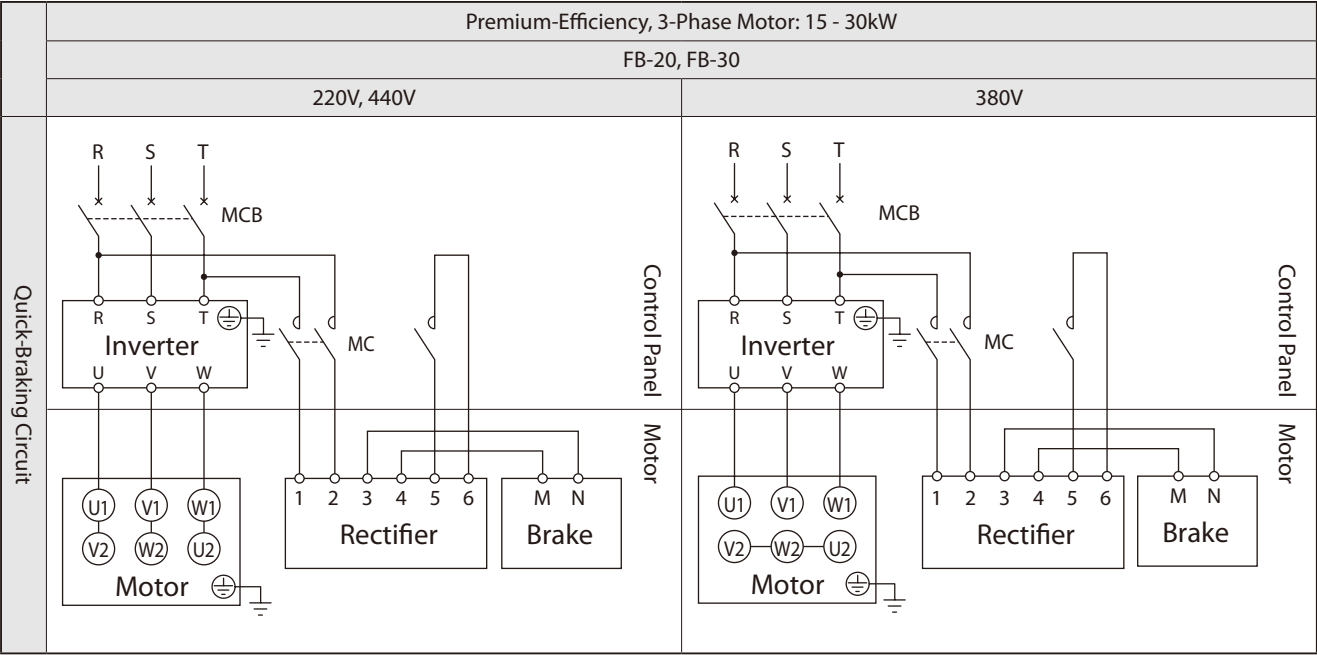 Premium-Efficiency, 3-Phase Motor: 15 - 30kW
FB-20, FB-30
220V, 440V
380V
Quick-Braking Circuit
R S T
MCB
R S T
Inverter
U V W
MC
Control Panel
Motor
U1 V1 W1
V2 W2 U2
Motor
1 2 3 4 5 6
Rectifier
M N
Brake
R S T
MCB
R S T
Inverter
U V W
MC
Control Panel
Motor
U1 V1 W1
V2 W2 U2
Motor
1 2 3 4 5 6
Rectifier
M N
Brake